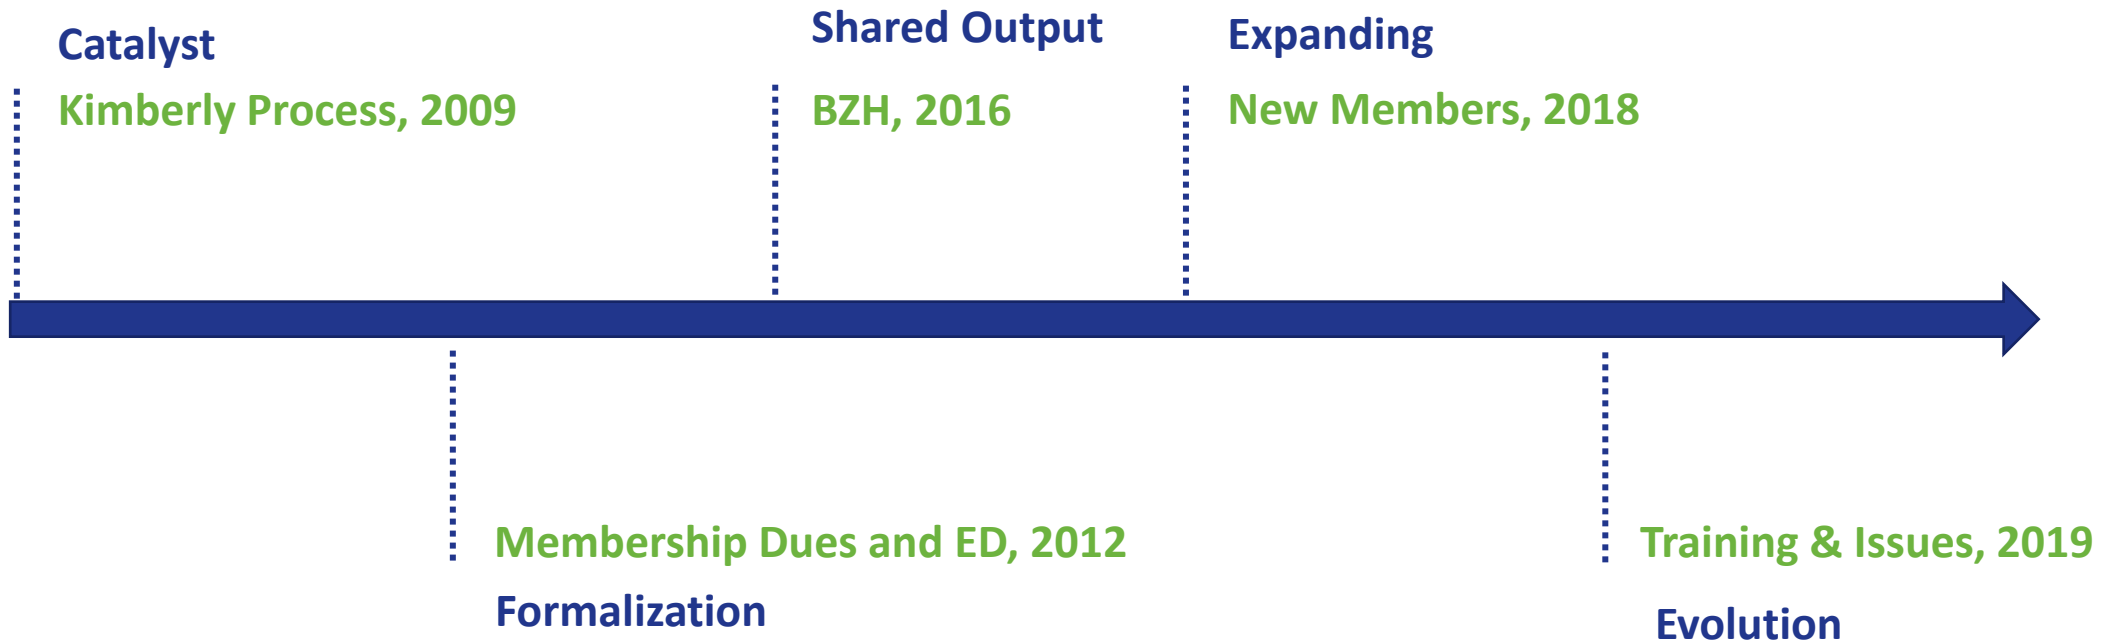 Catalyst
Kimberly Process, 2009
Shared Output
BZH, 2016
Expanding
New Members, 2018
Membership Dues and ED, 2012
Formalization
Training & Issues, 2019
Evolution